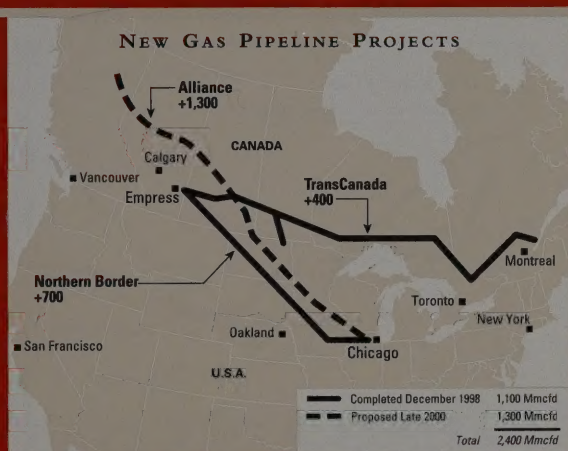 NEW GAS PIPELINE PROJECTS
Alliance
+1,300
CANADA
Calgary
Vancouver
Empress
TransCanada
+400
Montreal
Northern Border
+700
Toronto
New York
Oakland
San Francisco
Chicago
U.S.A.
Completed December 1998 1,100 Mmcfd
Proposed Late 2000 1,300 Mmcfd
Total 2,400 Mmcfd